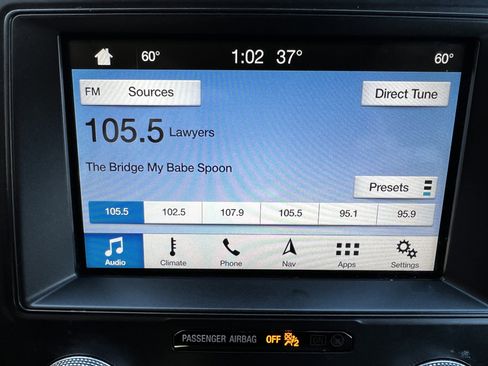 60° 1:02 37° 60°
FM Sources Direct Tune
105.5 Lawyers
The Bridge My Babe Spoon
Presets
105.5 102.5 107.9 105.5 95.1 95.9
Audio Climate Phone Nav Apps Settings
PASSENGER AIRBAG OFF